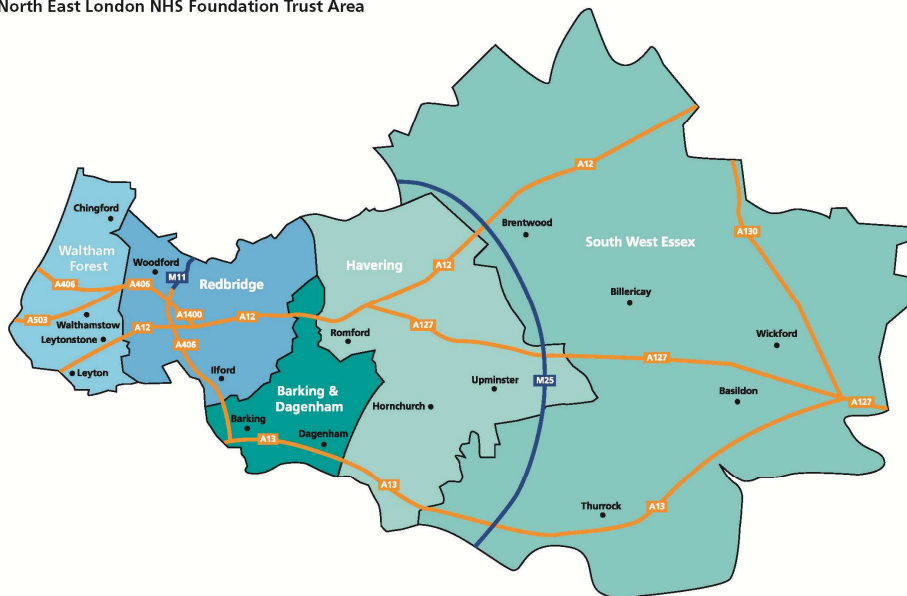 North East London NHS Foundation Trust Area
A12
Chingford
Brentwood
A130
Waltham
Forest
Woodford
South West Essex
Havering
A12
M11
Redbridge
A406
A406
Billericay
A503
A1400
A12
Walthamstow
A12
A127
Romford
Wickford
Leytonstone
A406
A127
Leyton
Ilford
Upminster
M25
Barking &
Dagenham
Basildon
Hornchurch
A127
Barking
Dagenham
A13
A13
Thurrock
A13